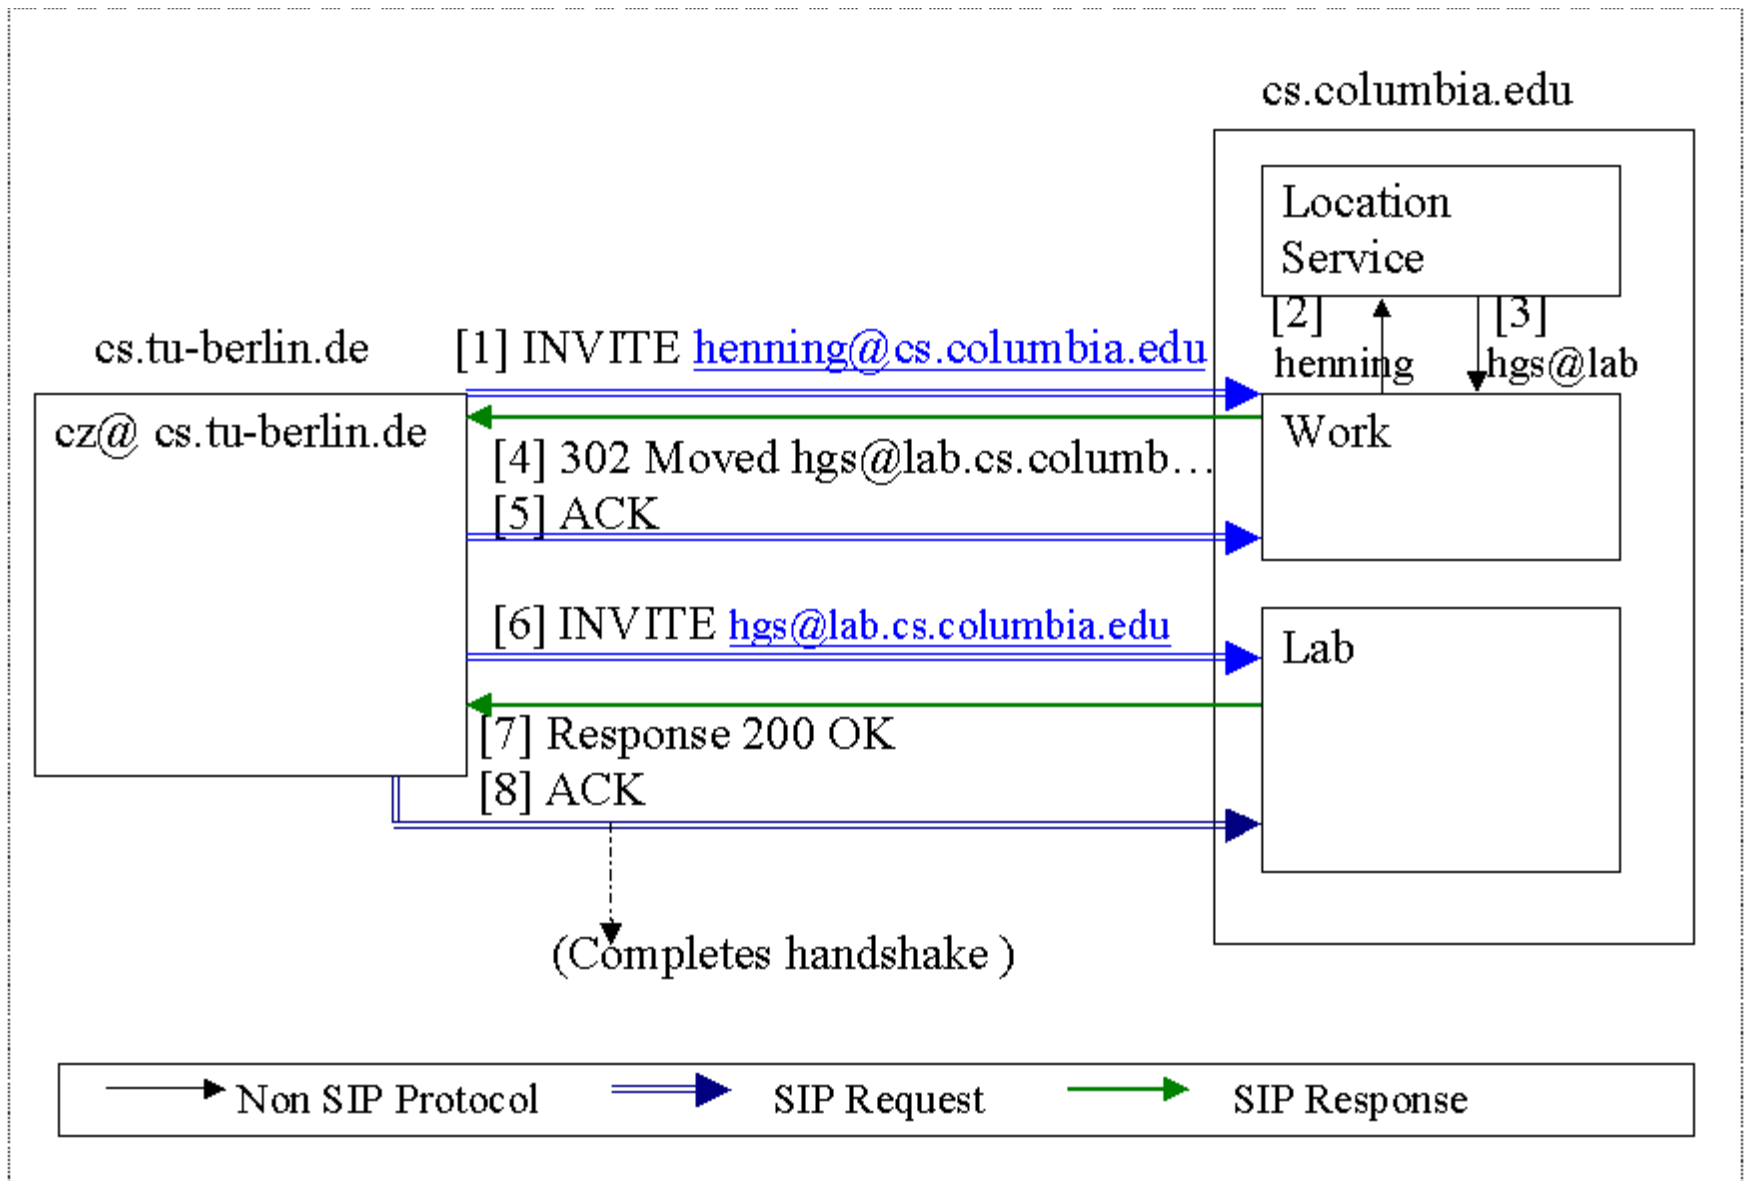 cs.columbia.edu
Location
Service
[2]
[3]
henning
hgs@lab
cs.tu-berlin.de
[1] INVITE henning@cs.columbia.edu
cz@ cs.tu-berlin.de
Work
[4] 302 Moved hgs@lab.cs.columb…
[5] ACK
[6] INVITE hgs@lab.cs.columbia.edu
Lab
[7] Response 200 OK
[8] ACK
(Completes handshake )
Non SIP Protocol
SIP Request
SIP Response